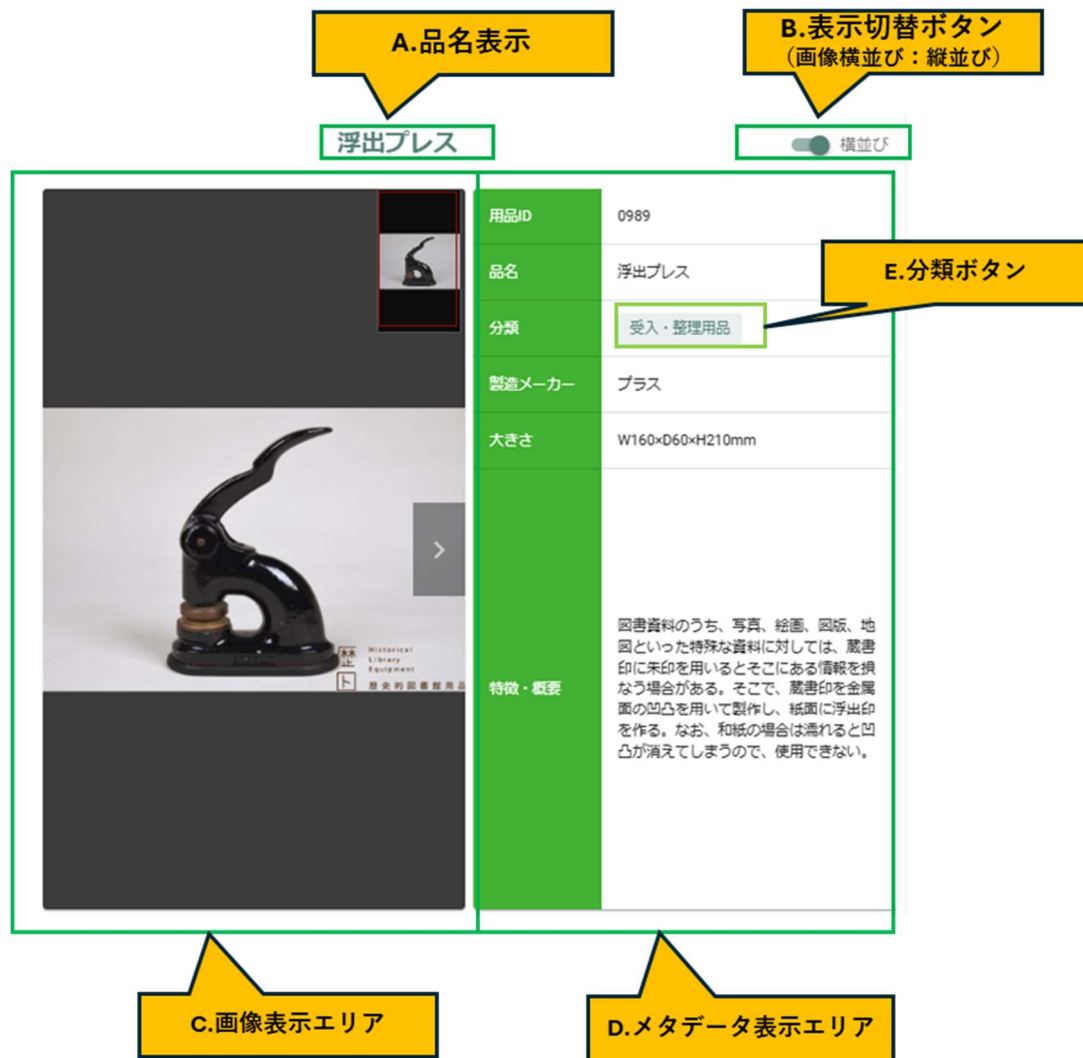 A.品名表示
B.表示切替ボタン
（画像横並び：縦並び）
浮出プレス
横並び
用品ID
0989
品名
浮出プレス
E.分類ボタン
分類
受入・整理用品
製造メーカー
プラス
大きさ
W160×D60×H210mm
特徴・概要
図書資料のうち、写真、絵画、図版、地
図といった特殊な資料に対しては、蔵書
印に朱印を用いるとそこにある情報を損
なう場合がある。そこで、蔵書印を金属
面の凹凸を用いて製作し、紙面に浮出印
を作る。なお、和紙の場合は濡れると凹
凸が消えてしまうので、使用できない。
Historical
Library
Equipment
歴史的図書館用品
C.画像表示エリア
D.メタデータ表示エリア